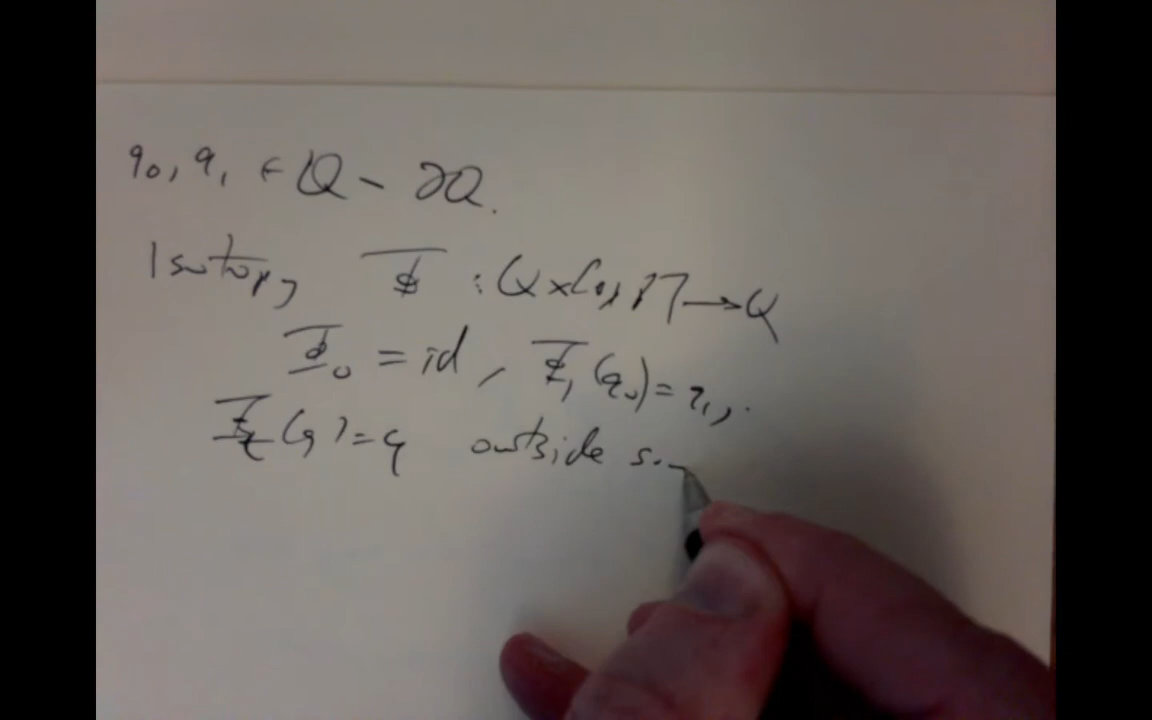 q₀, q₁ ∈ Q - ∂Q.
Isotopy Φ : Q × [0,1] → Q
Φ₀ = id, Φ₁(q₀) = q₁,
Φₜ(q) = q outside